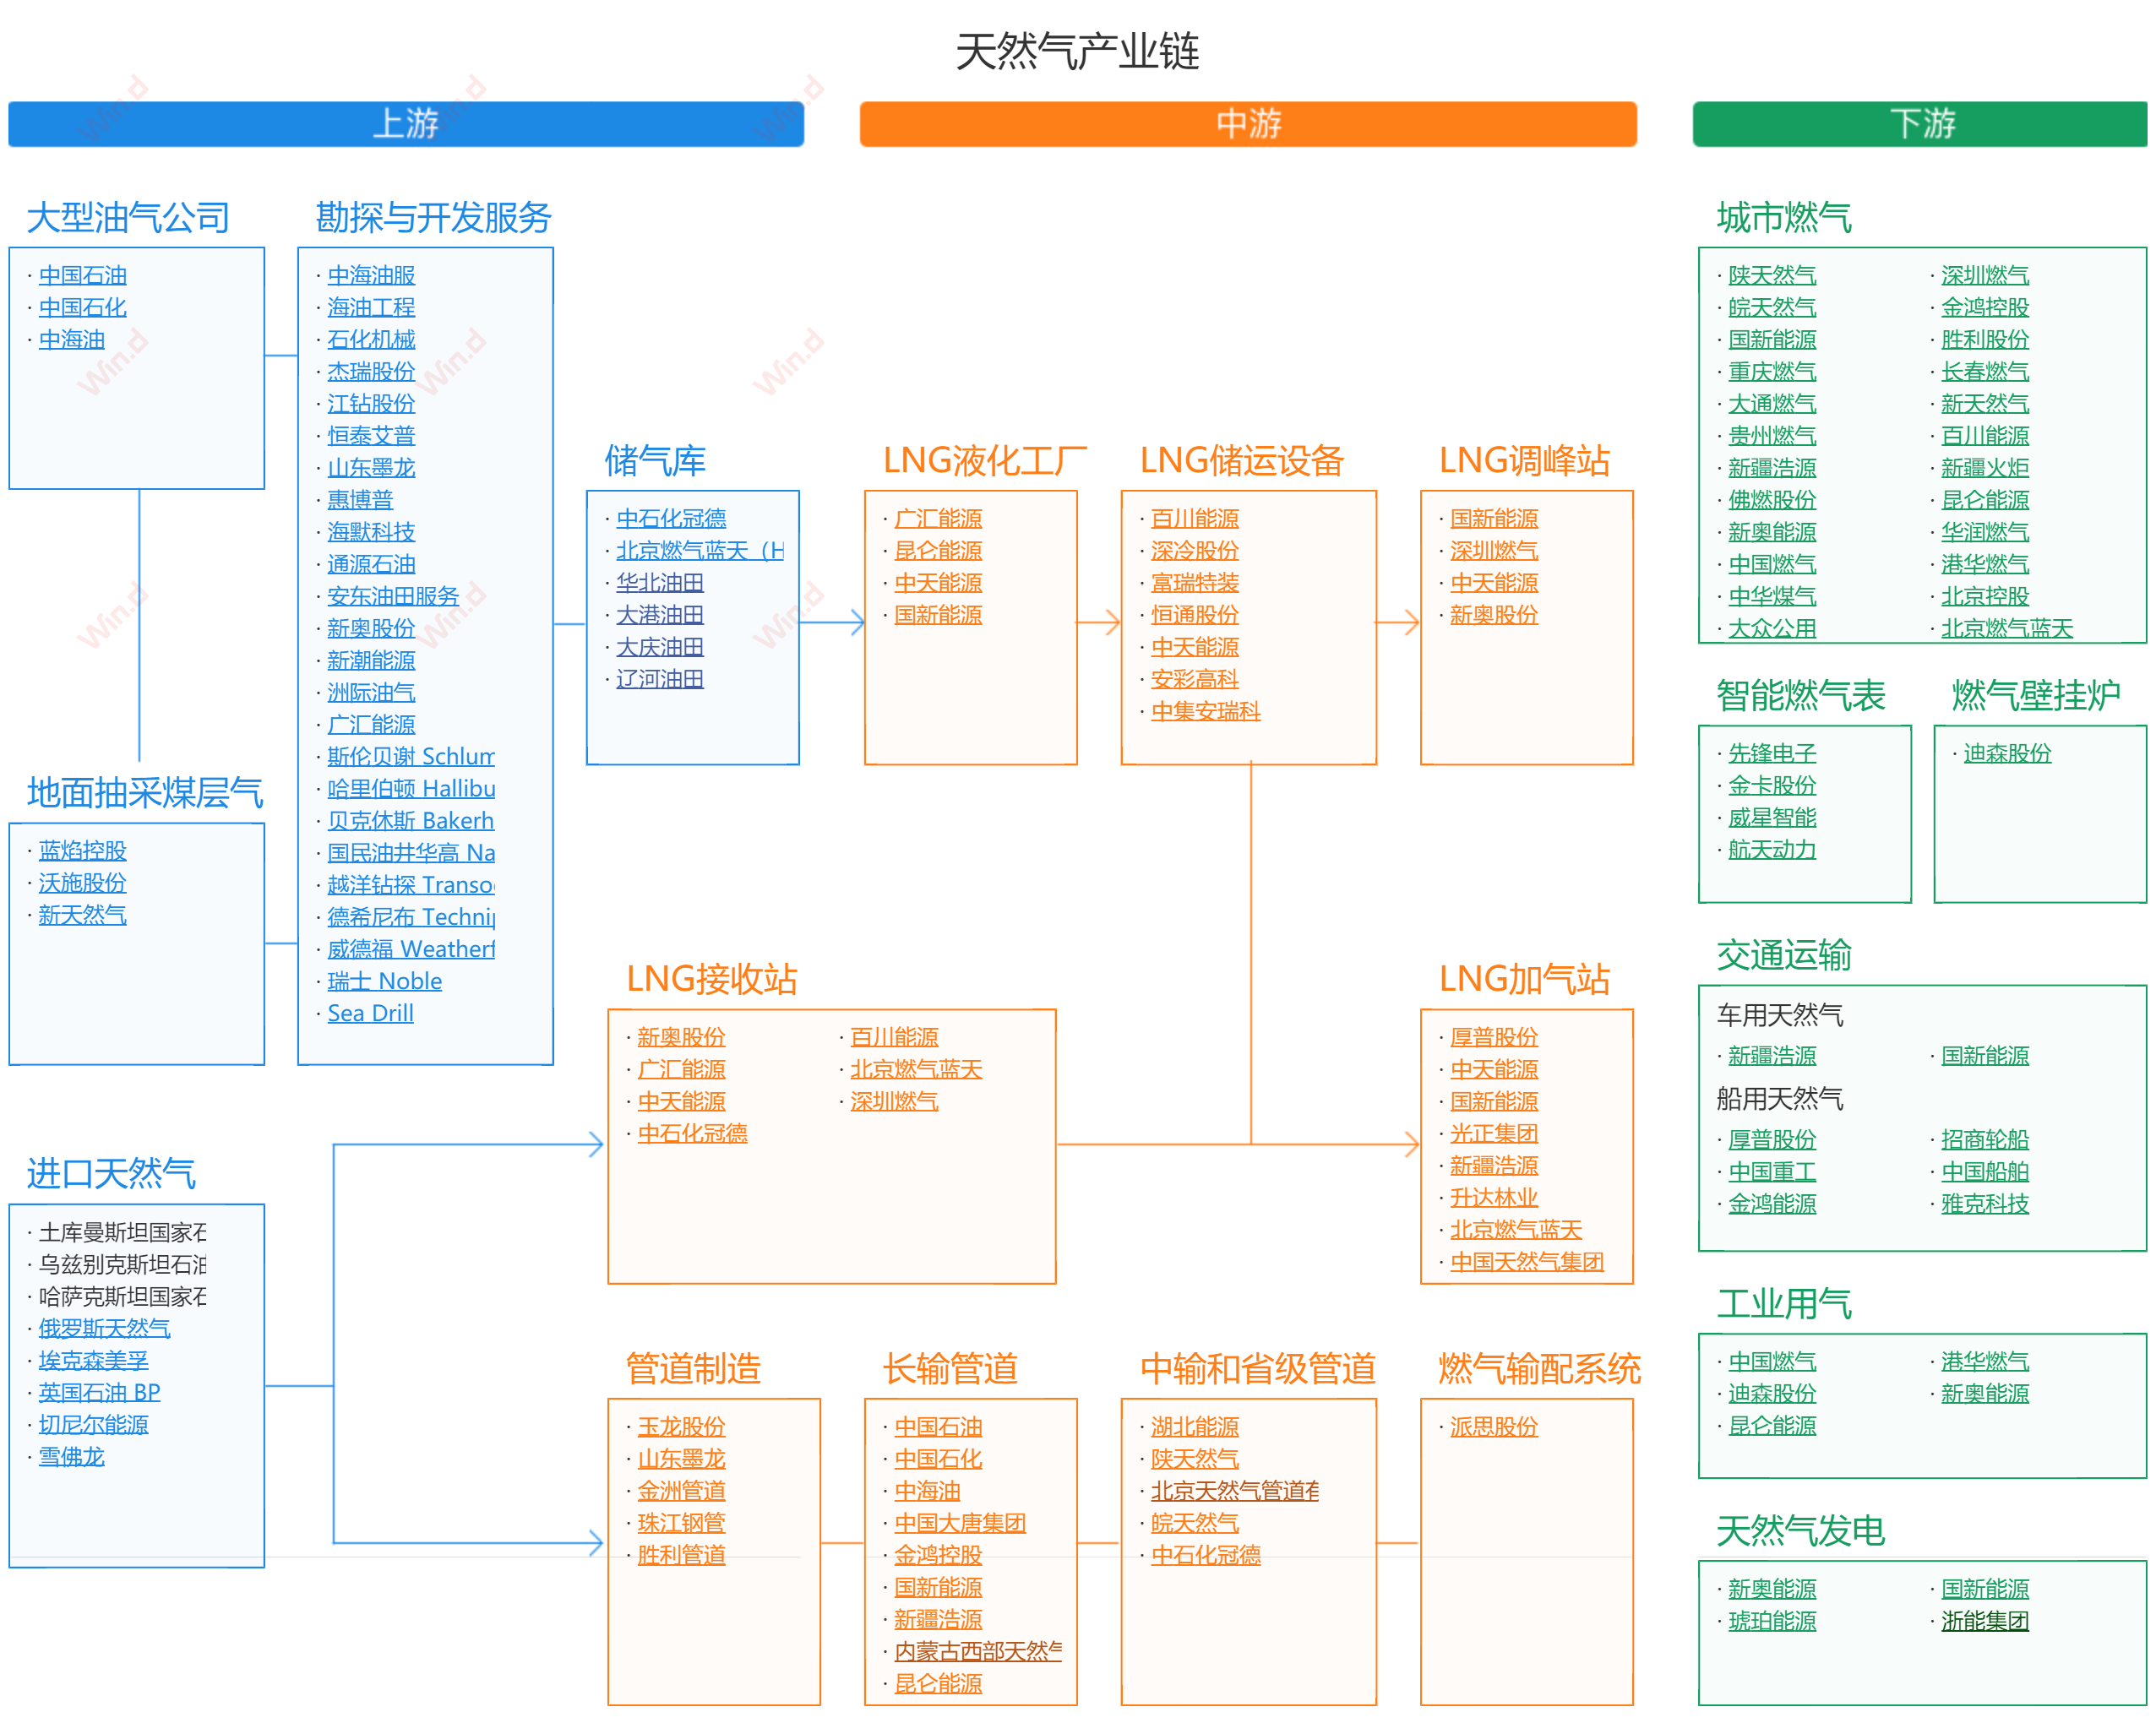 天然气产业链
上游
中游
下游
大型油气公司
· 中国石油
· 中国石化
· 中海油
勘探与开发服务
· 中海油服
· 海油工程
· 石化机械
· 杰瑞股份
· 江钻股份
· 恒泰艾普
· 山东墨龙
· 惠博普
· 海默科技
· 通源石油
· 安东油田服务
· 新奥股份
· 新潮能源
· 洲际油气
· 广汇能源
· 斯伦贝谢 Schlum
· 哈里伯顿 Hallibu
· 贝克休斯 Bakerh
· 国民油井华高 Na
· 越洋钻探 Transo
· 德希尼布 Techni
· 威德福 Weather
· 瑞士 Noble
· Sea Drill
地面抽采煤层气
· 蓝焰控股
· 沃施股份
· 新天然气
进口天然气
· 土库曼斯坦国家石
· 乌兹别克斯坦石油
· 哈萨克斯坦国家石
· 俄罗斯天然气
· 埃克森美孚
· 英国石油 BP
· 切尼尔能源
· 雪佛龙
储气库
· 中石化冠德
· 北京燃气蓝天（H
· 华北油田
· 大港油田
· 大庆油田
· 辽河油田
LNG液化工厂
· 广汇能源
· 昆仑能源
· 中天能源
· 国新能源
LNG储运设备
· 百川能源
· 深冷股份
· 富瑞特装
· 恒通股份
· 中天能源
· 安彩高科
· 中集安瑞科
LNG调峰站
· 国新能源
· 深圳燃气
· 中天能源
· 新奥股份
LNG接收站
· 新奥股份
· 百川能源
· 广汇能源
· 北京燃气蓝天
· 中天能源
· 深圳燃气
· 中石化冠德
LNG加气站
· 厚普股份
· 中天能源
· 国新能源
· 光正集团
· 新疆浩源
· 升达林业
· 北京燃气蓝天
· 中国天然气集团
管道制造
· 玉龙股份
· 山东墨龙
· 金洲管道
· 珠江钢管
· 胜利管道
长输管道
· 中国石油
· 中国石化
· 中海油
· 中国大唐集团
· 金鸿控股
· 国新能源
· 新疆浩源
· 内蒙古西部天然气
· 昆仑能源
中输和省级管道
· 湖北能源
· 陕天然气
· 北京天然气管道有
· 皖天然气
· 中石化冠德
燃气输配系统
· 派思股份
城市燃气
· 陕天然气
· 深圳燃气
· 皖天然气
· 金鸿控股
· 国新能源
· 胜利股份
· 重庆燃气
· 长春燃气
· 大通燃气
· 新天然气
· 贵州燃气
· 百川能源
· 新疆浩源
· 新疆火炬
· 佛燃股份
· 昆仑能源
· 新奥能源
· 华润燃气
· 中国燃气
· 港华燃气
· 中华煤气
· 北京控股
· 大众公用
· 北京燃气蓝天
智能燃气表
· 先锋电子
· 金卡股份
· 威星智能
· 航天动力
燃气壁挂炉
· 迪森股份
交通运输
车用天然气
· 新疆浩源
· 国新能源
船用天然气
· 厚普股份
· 招商轮船
· 中国重工
· 中国船舶
· 金鸿能源
· 雅克科技
工业用气
· 中国燃气
· 港华燃气
· 迪森股份
· 新奥能源
· 昆仑能源
天然气发电
· 新奥能源
· 国新能源
· 琥珀能源
· 浙能集团
Win.d
Win.d
Win.d
Win.d
Win.d
Win.d
Win.d
Win.d
Win.d